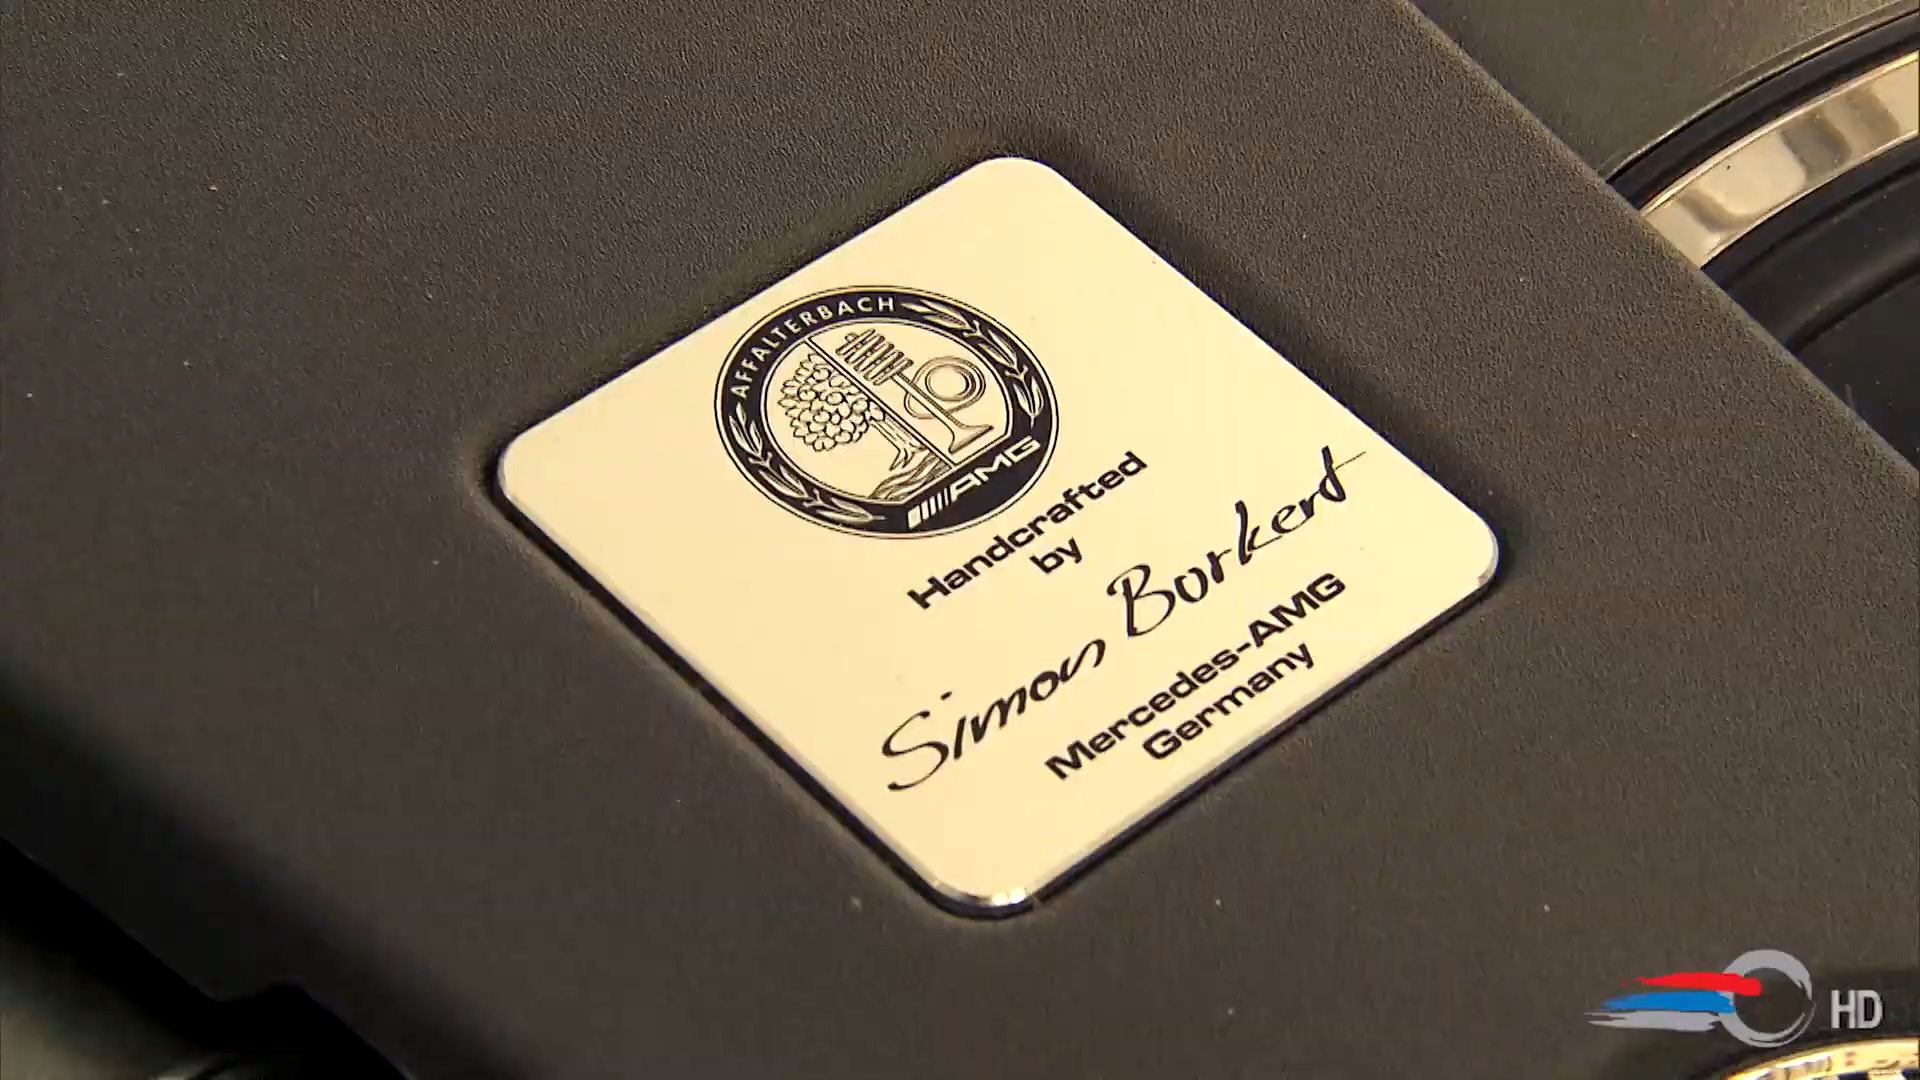 AFFALTERBACH
AMG
Handcrafted
by
Simon Borkert
Mercedes-AMG
Germany
HD